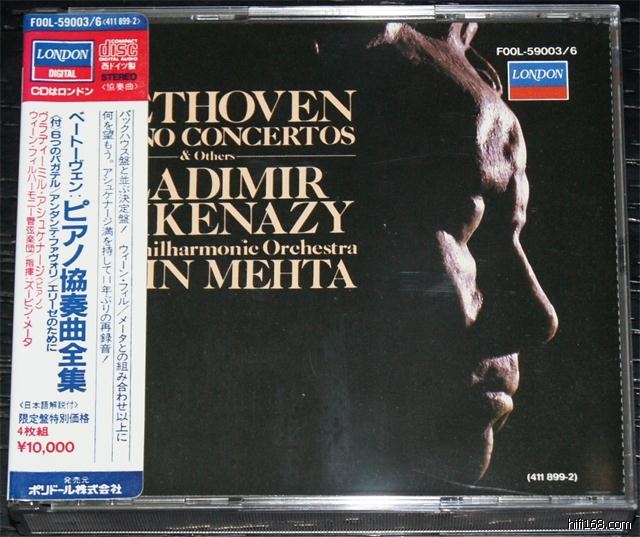 F00L-59003/6<411 899-2>
LONDON
DIGITAL
COMPACT
disc
DIGITAL AUDIO
西ドイツ製
STEREO
CDはロンドン
〈協奏曲〉
バックハウス盤と並ぶ決定盤! ウィーン・フィル/メータとの組み合わせ以上に
何を望もう。アシュケナージ満を持して11年ぶりの再録音!
ベートーヴェン:ピアノ協奏曲全集
〈付・6つのバガテル/アンダンテ・ファヴォリ/エリーゼのために
ヴラディーミル・アシュケナージ(ピアノ)
ウィーン・フィルハーモニー管弦楽団/指揮:ズービン・メータ
〈日本語解説付〉
限定盤特別価格
4枚組
¥10,000
発売元
ポリドール株式会社
F00L-59003/6
LONDON
THOVEN
NO CONCERTOS
& Others
ADIMIR
KENAZY
hilharmonic Orchestra
IN MEHTA
(411 899-2)
hifi168.com